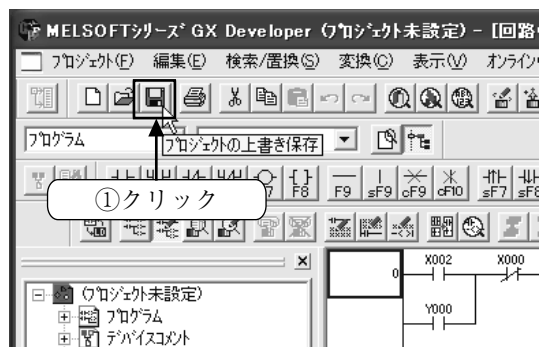 MELSOFTシリーズ GX Developer (プロジェクト未設定) - [回路
プロジェクト(F) 編集(E) 検索/置換(S) 変換(C) 表示(V) オンライン
プログラム
プロジェクトの上書き保存
F8 F9 sF9 cF9 cF10 sF7 sF8
①クリック
0 X002 X000
(プロジェクト未設定)
プログラム
Y000
デバイスコメント